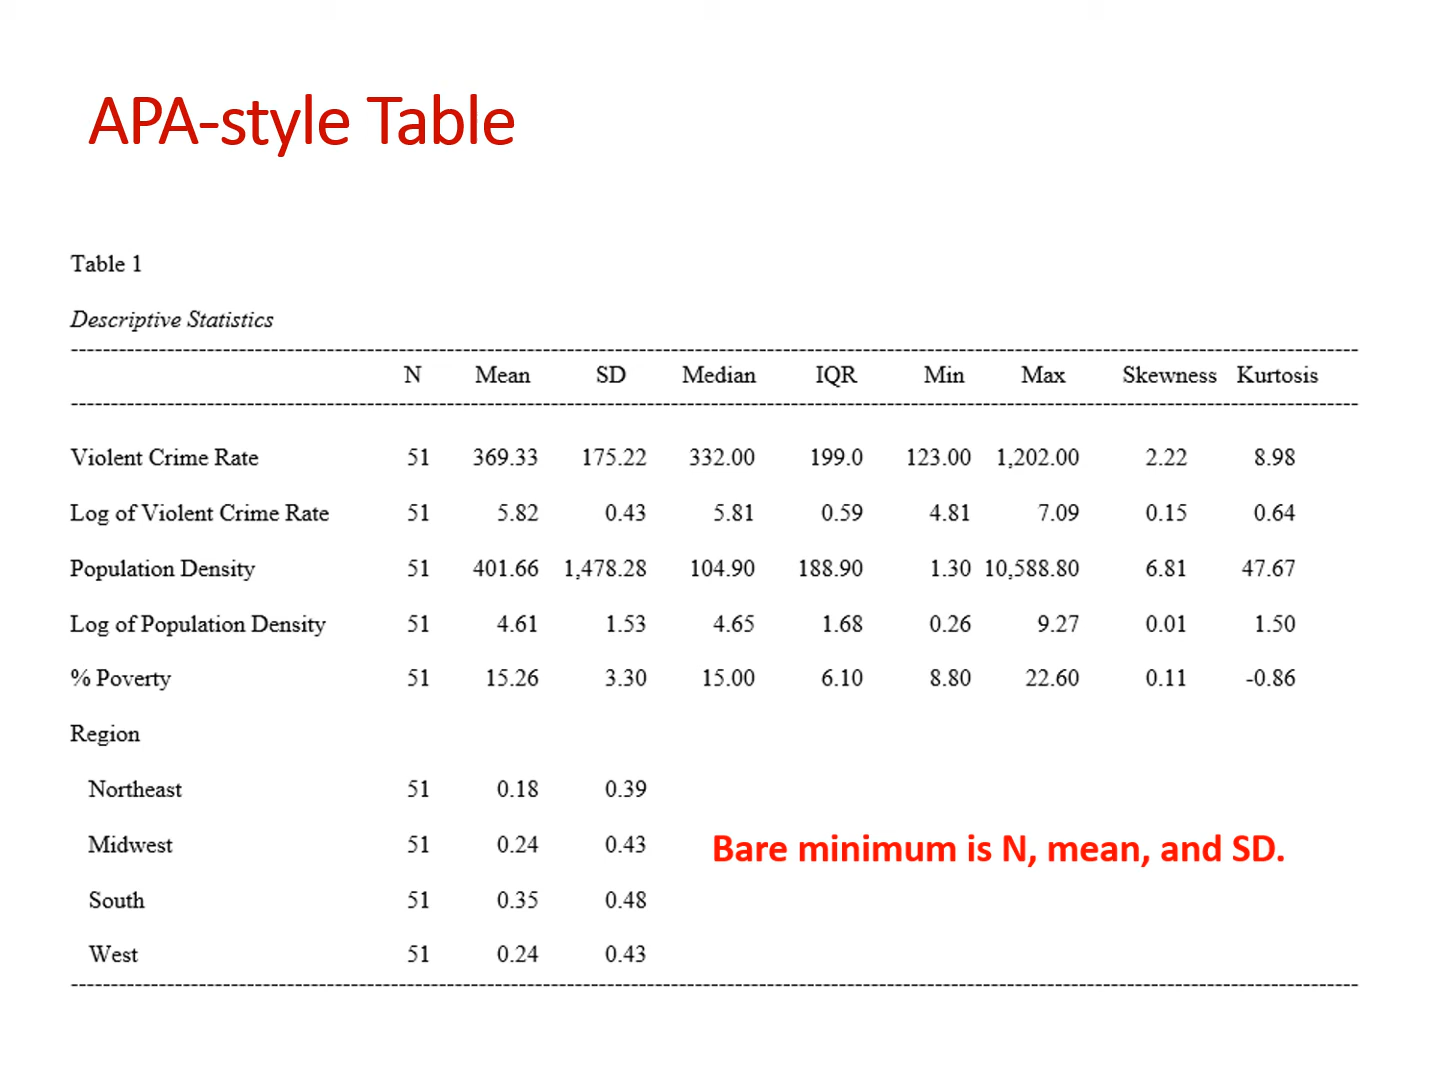 APA-style Table
Table 1
Descriptive Statistics
N Mean SD Median IQR Min Max Skewness Kurtosis
Violent Crime Rate 51 369.33 175.22 332.00 199.0 123.00 1,202.00 2.22 8.98
Log of Violent Crime Rate 51 5.82 0.43 5.81 0.59 4.81 7.09 0.15 0.64
Population Density 51 401.66 1,478.28 104.90 188.90 1.30 10,588.80 6.81 47.67
Log of Population Density 51 4.61 1.53 4.65 1.68 0.26 9.27 0.01 1.50
% Poverty 51 15.26 3.30 15.00 6.10 8.80 22.60 0.11 -0.86
Region
Northeast 51 0.18 0.39
Midwest 51 0.24 0.43
Bare minimum is N, mean, and SD.
South 51 0.35 0.48
West 51 0.24 0.43